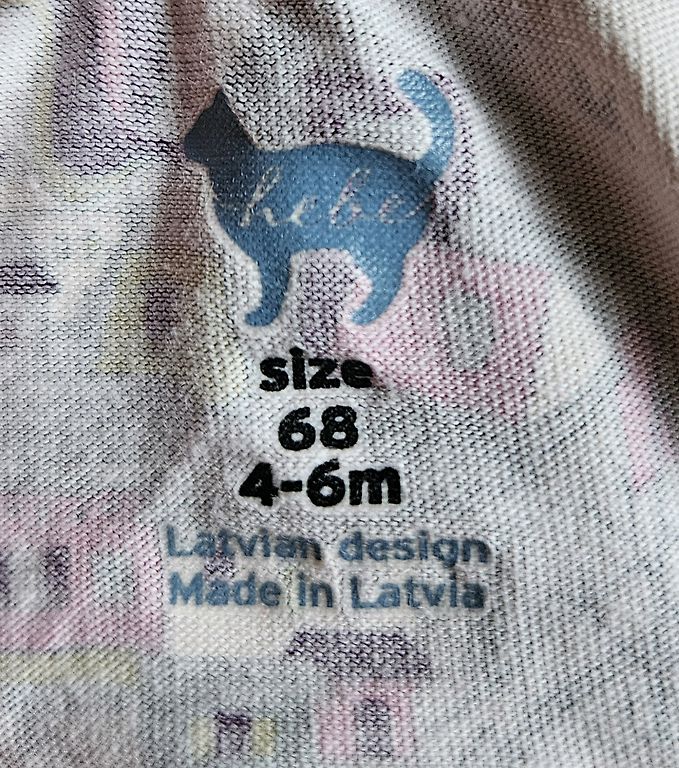 hebe
size
68
4-6m
Latvian design
Made in Latvia